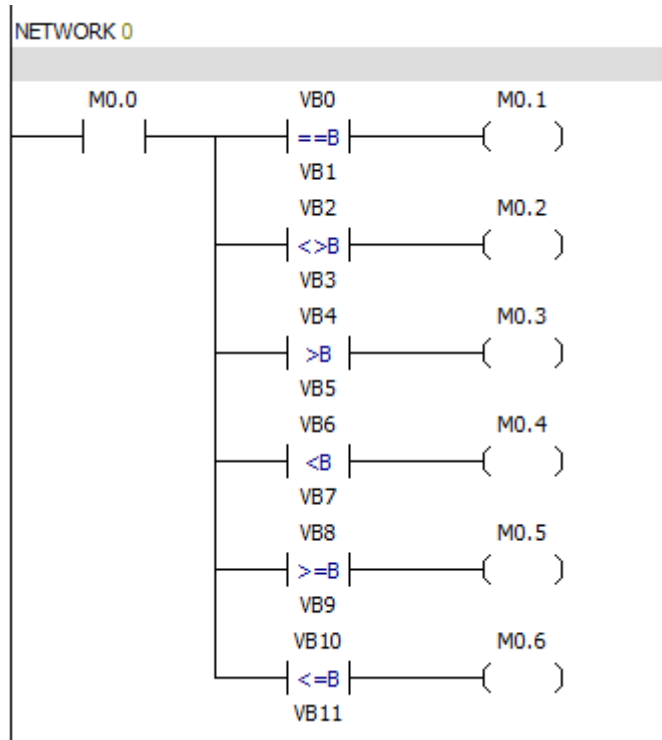 NETWORK 0
M0.0 VB0 M0.1
==B
VB1
VB2 M0.2
<>B
VB3
VB4 M0.3
>B
VB5
VB6 M0.4
<B
VB7
VB8 M0.5
>=B
VB9
VB10 M0.6
<=B
VB11